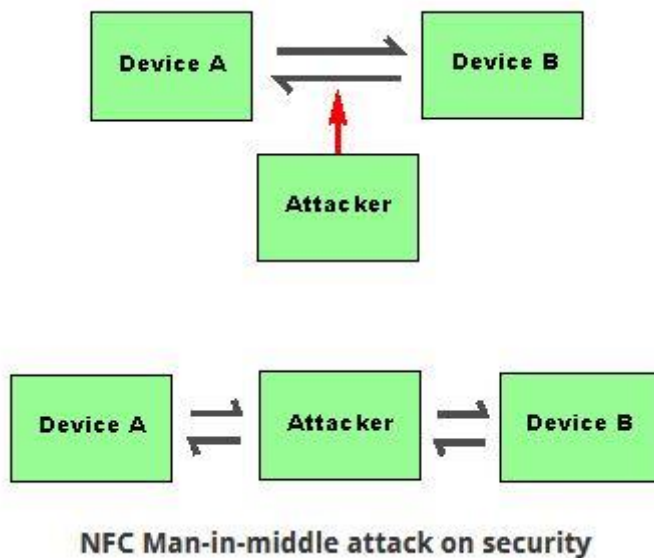 Device A
Device B
Attacker
Device A
Attacker
Device B
NFC Man-in-middle attack on security